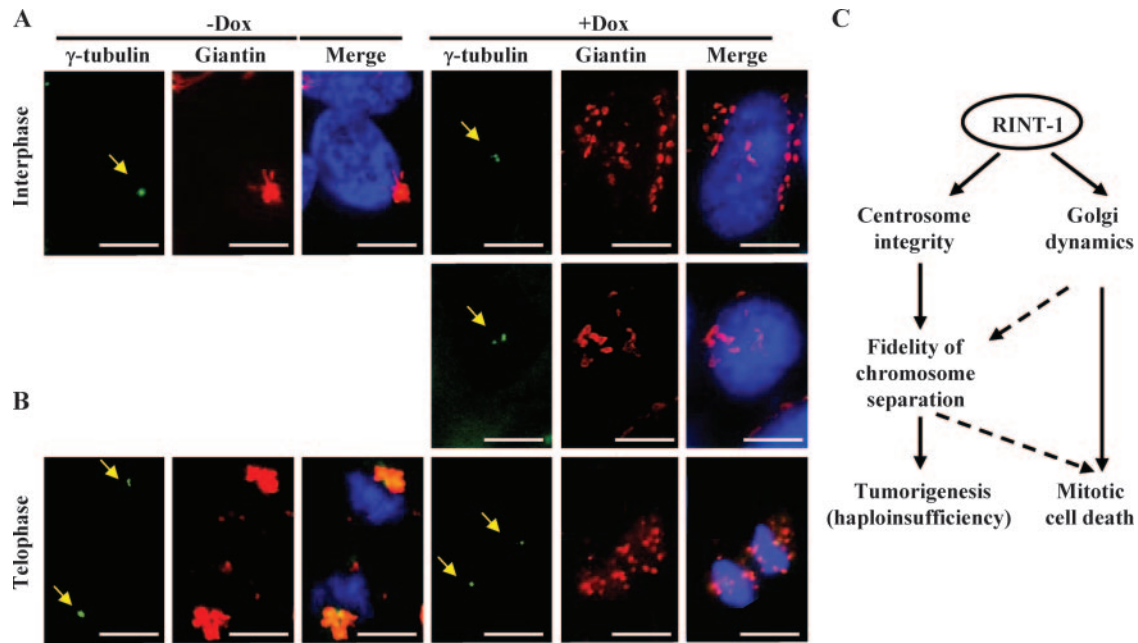 A
-Dox
+Dox
γ-tubulin Giantin Merge γ-tubulin Giantin Merge
Interphase
B
Telophase
C
RINT-1
Centrosome
integrity
Golgi
dynamics
Fidelity of
chromosome
separation
Tumorigenesis
(haploinsufficiency)
Mitotic
cell death